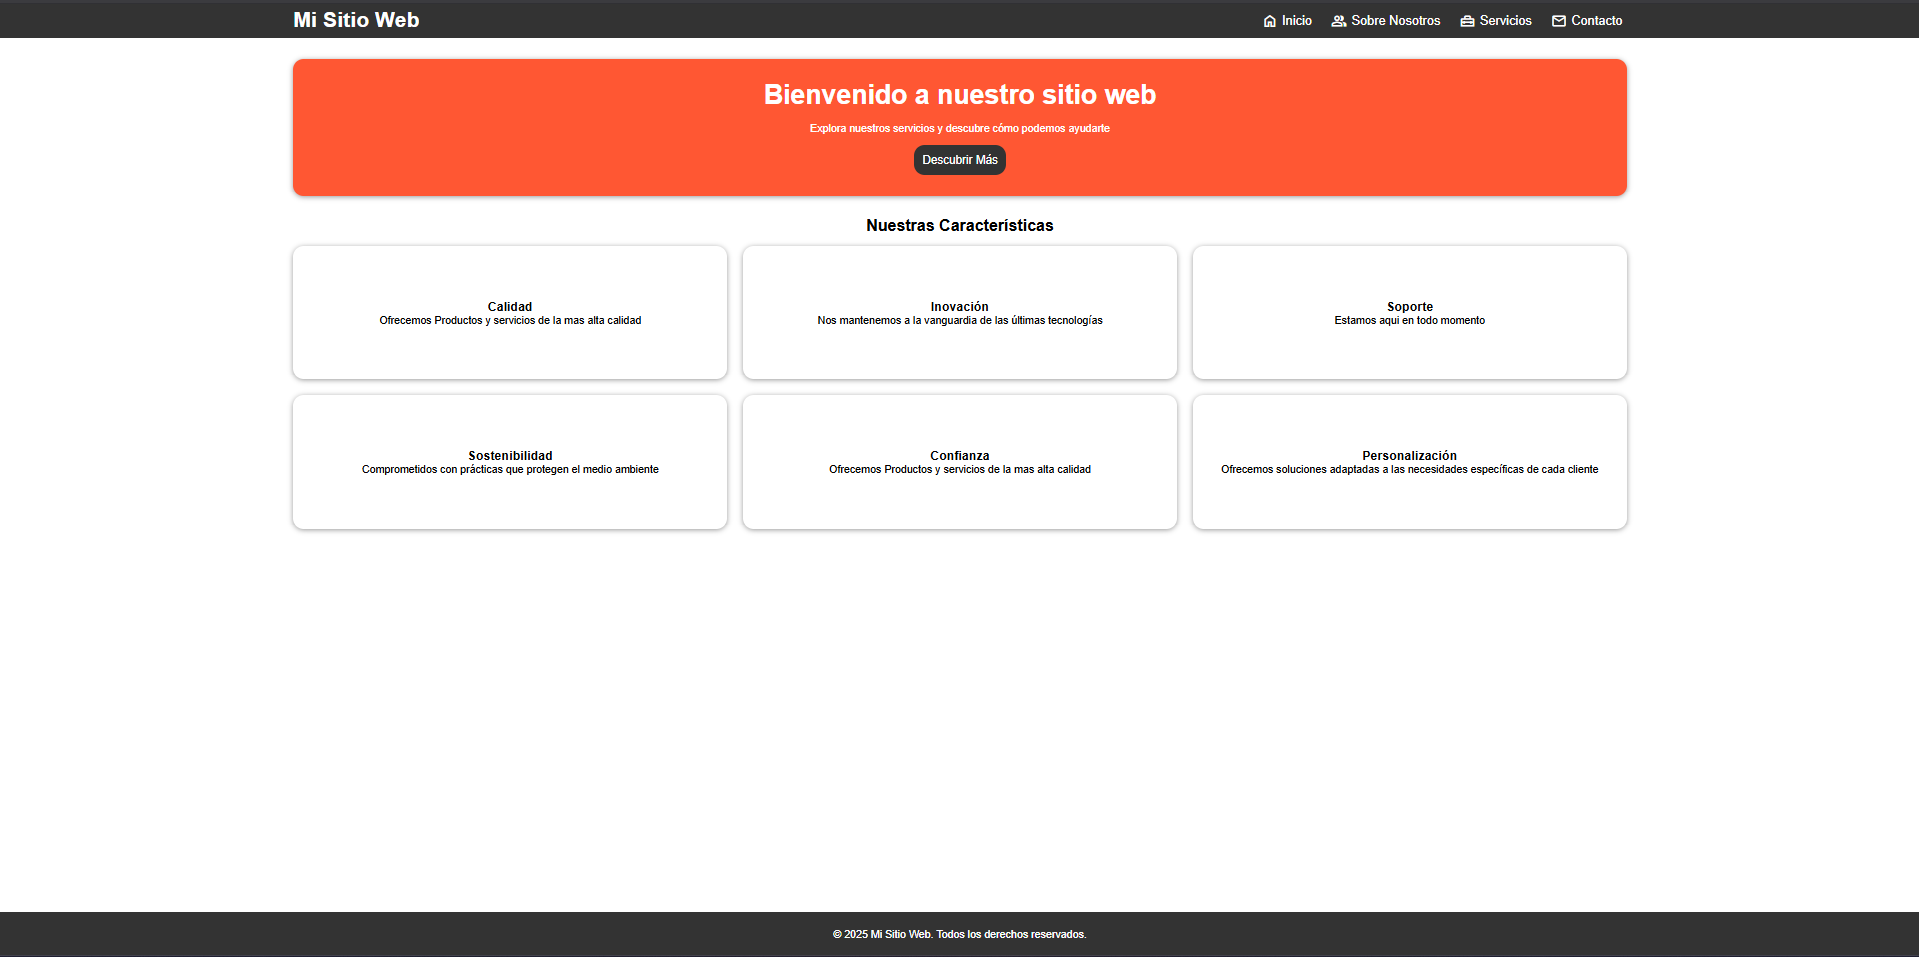 Mi Sitio Web
Inicio
Sobre Nosotros
Servicios
Contacto
Bienvenido a nuestro sitio web
Explora nuestros servicios y descubre cómo podemos ayudarte
Descubrir Más
Nuestras Características
Calidad
Ofrecemos Productos y servicios de la mas alta calidad
Inovación
Nos mantenemos a la vanguardia de las últimas tecnologías
Soporte
Estamos aqui en todo momento
Sostenibilidad
Comprometidos con prácticas que protegen el medio ambiente
Confianza
Ofrecemos Productos y servicios de la mas alta calidad
Personalización
Ofrecemos soluciones adaptadas a las necesidades específicas de cada cliente
© 2025 Mi Sitio Web. Todos los derechos reservados.